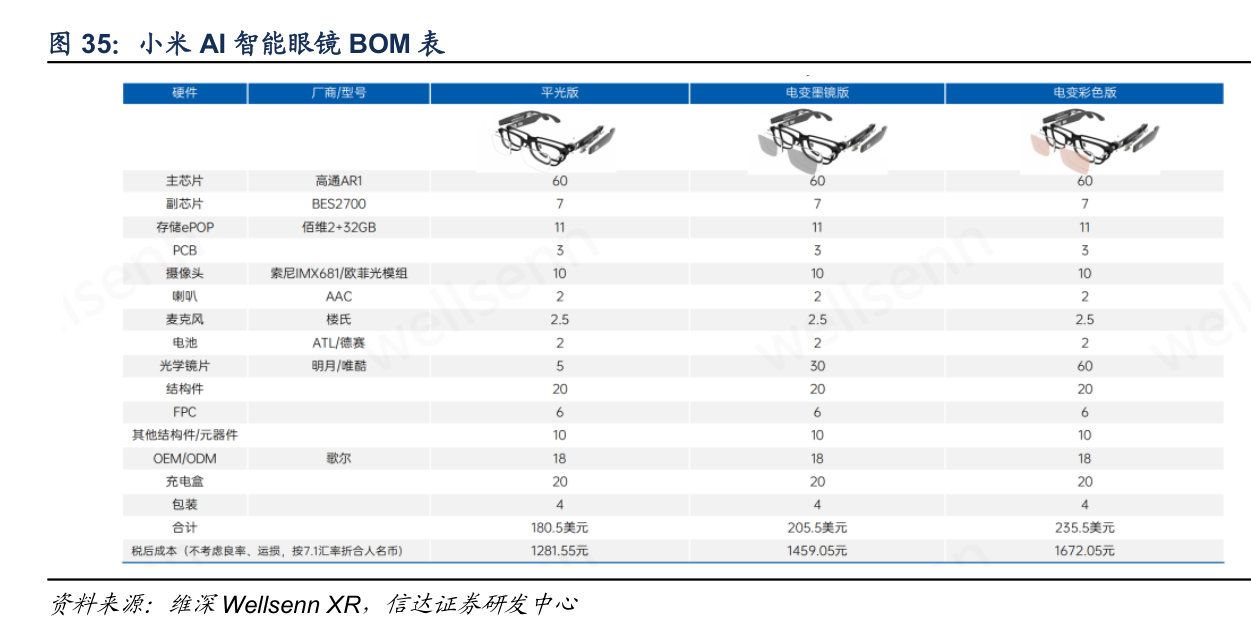 图 35：小米 AI 智能眼镜 BOM 表
硬件 厂商/型号 平光版 电变墨镜版 电变彩色版
主芯片 高通AR1 60 60 60
副芯片 BES2700 7 7 7
存储ePOP 佰维2+32GB 11 11 11
PCB 3 3 3
摄像头 索尼IMX681/欧菲光模组 10 10 10
喇叭 AAC 2 2 2
麦克风 楼氏 2.5 2.5 2.5
电池 ATL/德赛 2 2 2
光学镜片 明月/唯酷 5 30 60
结构件 20 20 20
FPC 6 6 6
其他结构件/元器件 10 10 10
OEM/ODM 歌尔 18 18 18
充电盒 20 20 20
包装 4 4 4
合计 180.5美元 205.5美元 235.5美元
税后成本（不考虑良率、运损，按7.1汇率折合人名币） 1281.55元 1459.05元 1672.05元
wellsenn
wellsenn
资料来源：维深 Wellsenn XR，信达证券研发中心